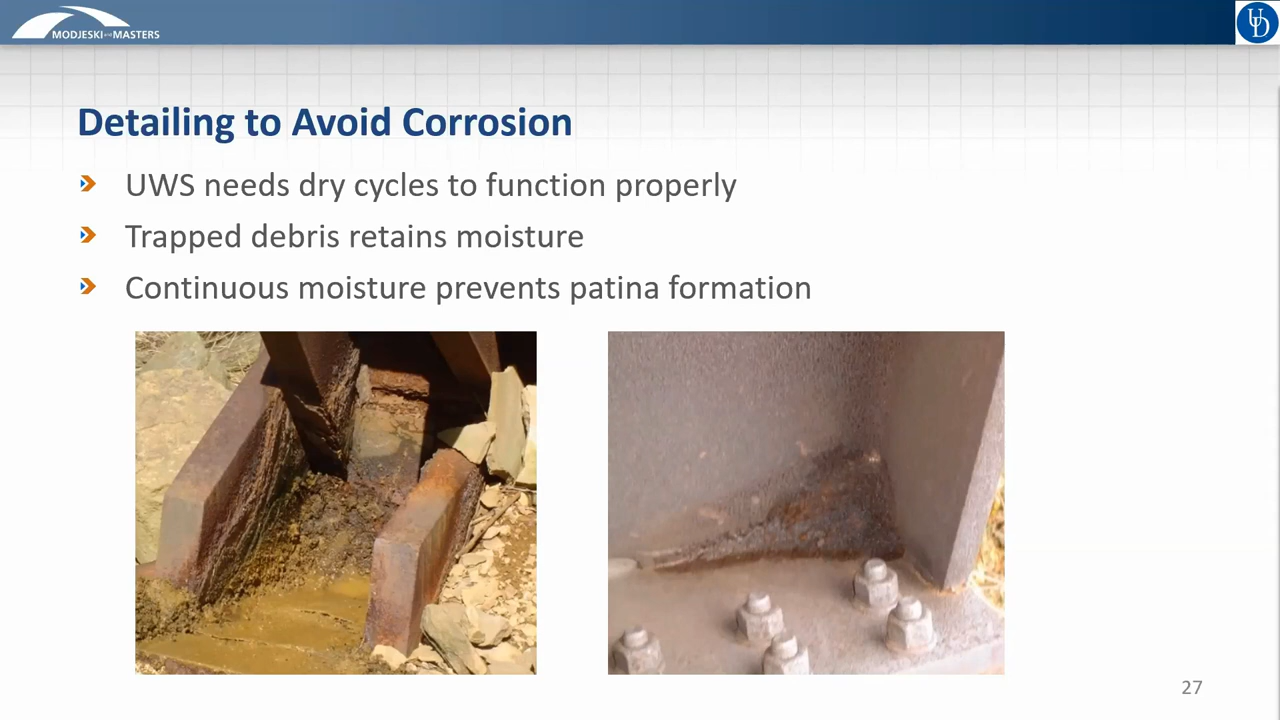 MODJESKI and MASTERS
UD
Detailing to Avoid Corrosion
UWS needs dry cycles to function properly
Trapped debris retains moisture
Continuous moisture prevents patina formation
27